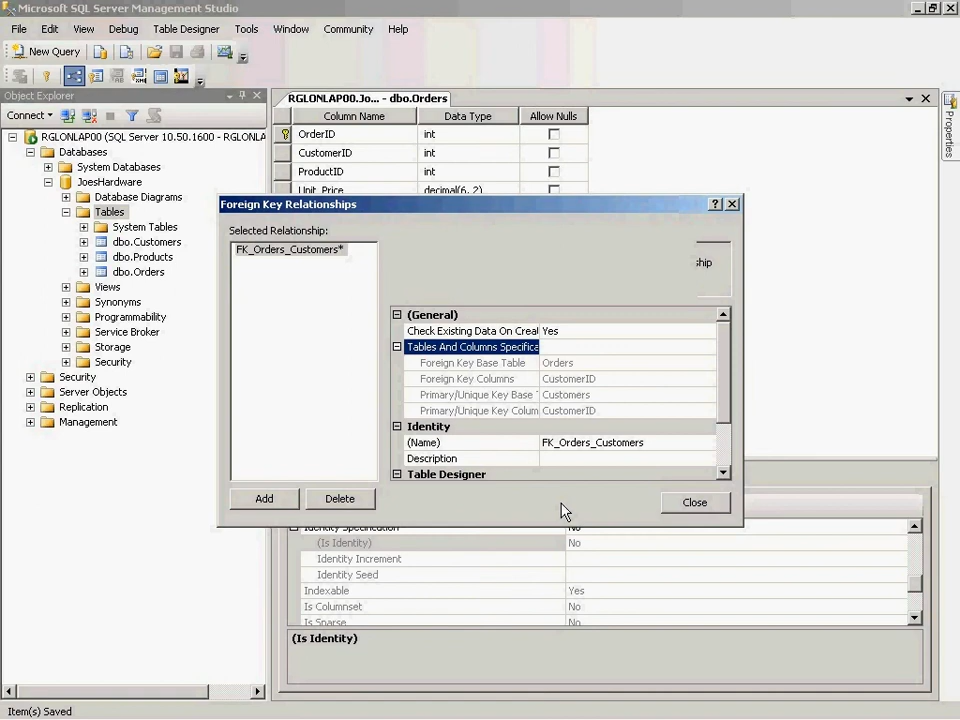 Microsoft SQL Server Management Studio
File Edit View Debug Table Designer Tools Window Community Help
New Query
Object Explorer
Connect
RGLONLAP00 (SQL Server 10.50.1600 - RGLONLA
Databases
System Databases
JoesHardware
Database Diagrams
Tables
System Tables
dbo.Customers
dbo.Products
dbo.Orders
Views
Synonyms
Programmability
Service Broker
Storage
Security
Security
Server Objects
Replication
Management
RGLONLAP00.Jo... - dbo.Orders
Column Name Data Type Allow Nulls
OrderID int
CustomerID int
ProductID int
Unit_Price decimal(6, 2)
Properties
Foreign Key Relationships
Selected Relationship:
FK_Orders_Customers*
ship
(General)
Check Existing Data On Creat Yes
Tables And Columns Specifica
Foreign Key Base Table Orders
Foreign Key Columns CustomerID
Primary/Unique Key Base Customers
Primary/Unique Key Colum CustomerID
Identity
(Name) FK_Orders_Customers
Description
Table Designer
Add Delete Close
Identity Specification No
(Is Identity) No
Identity Increment
Identity Seed
Indexable Yes
Is Columnset No
Is Sparse No
(Is Identity)
Item(s) Saved